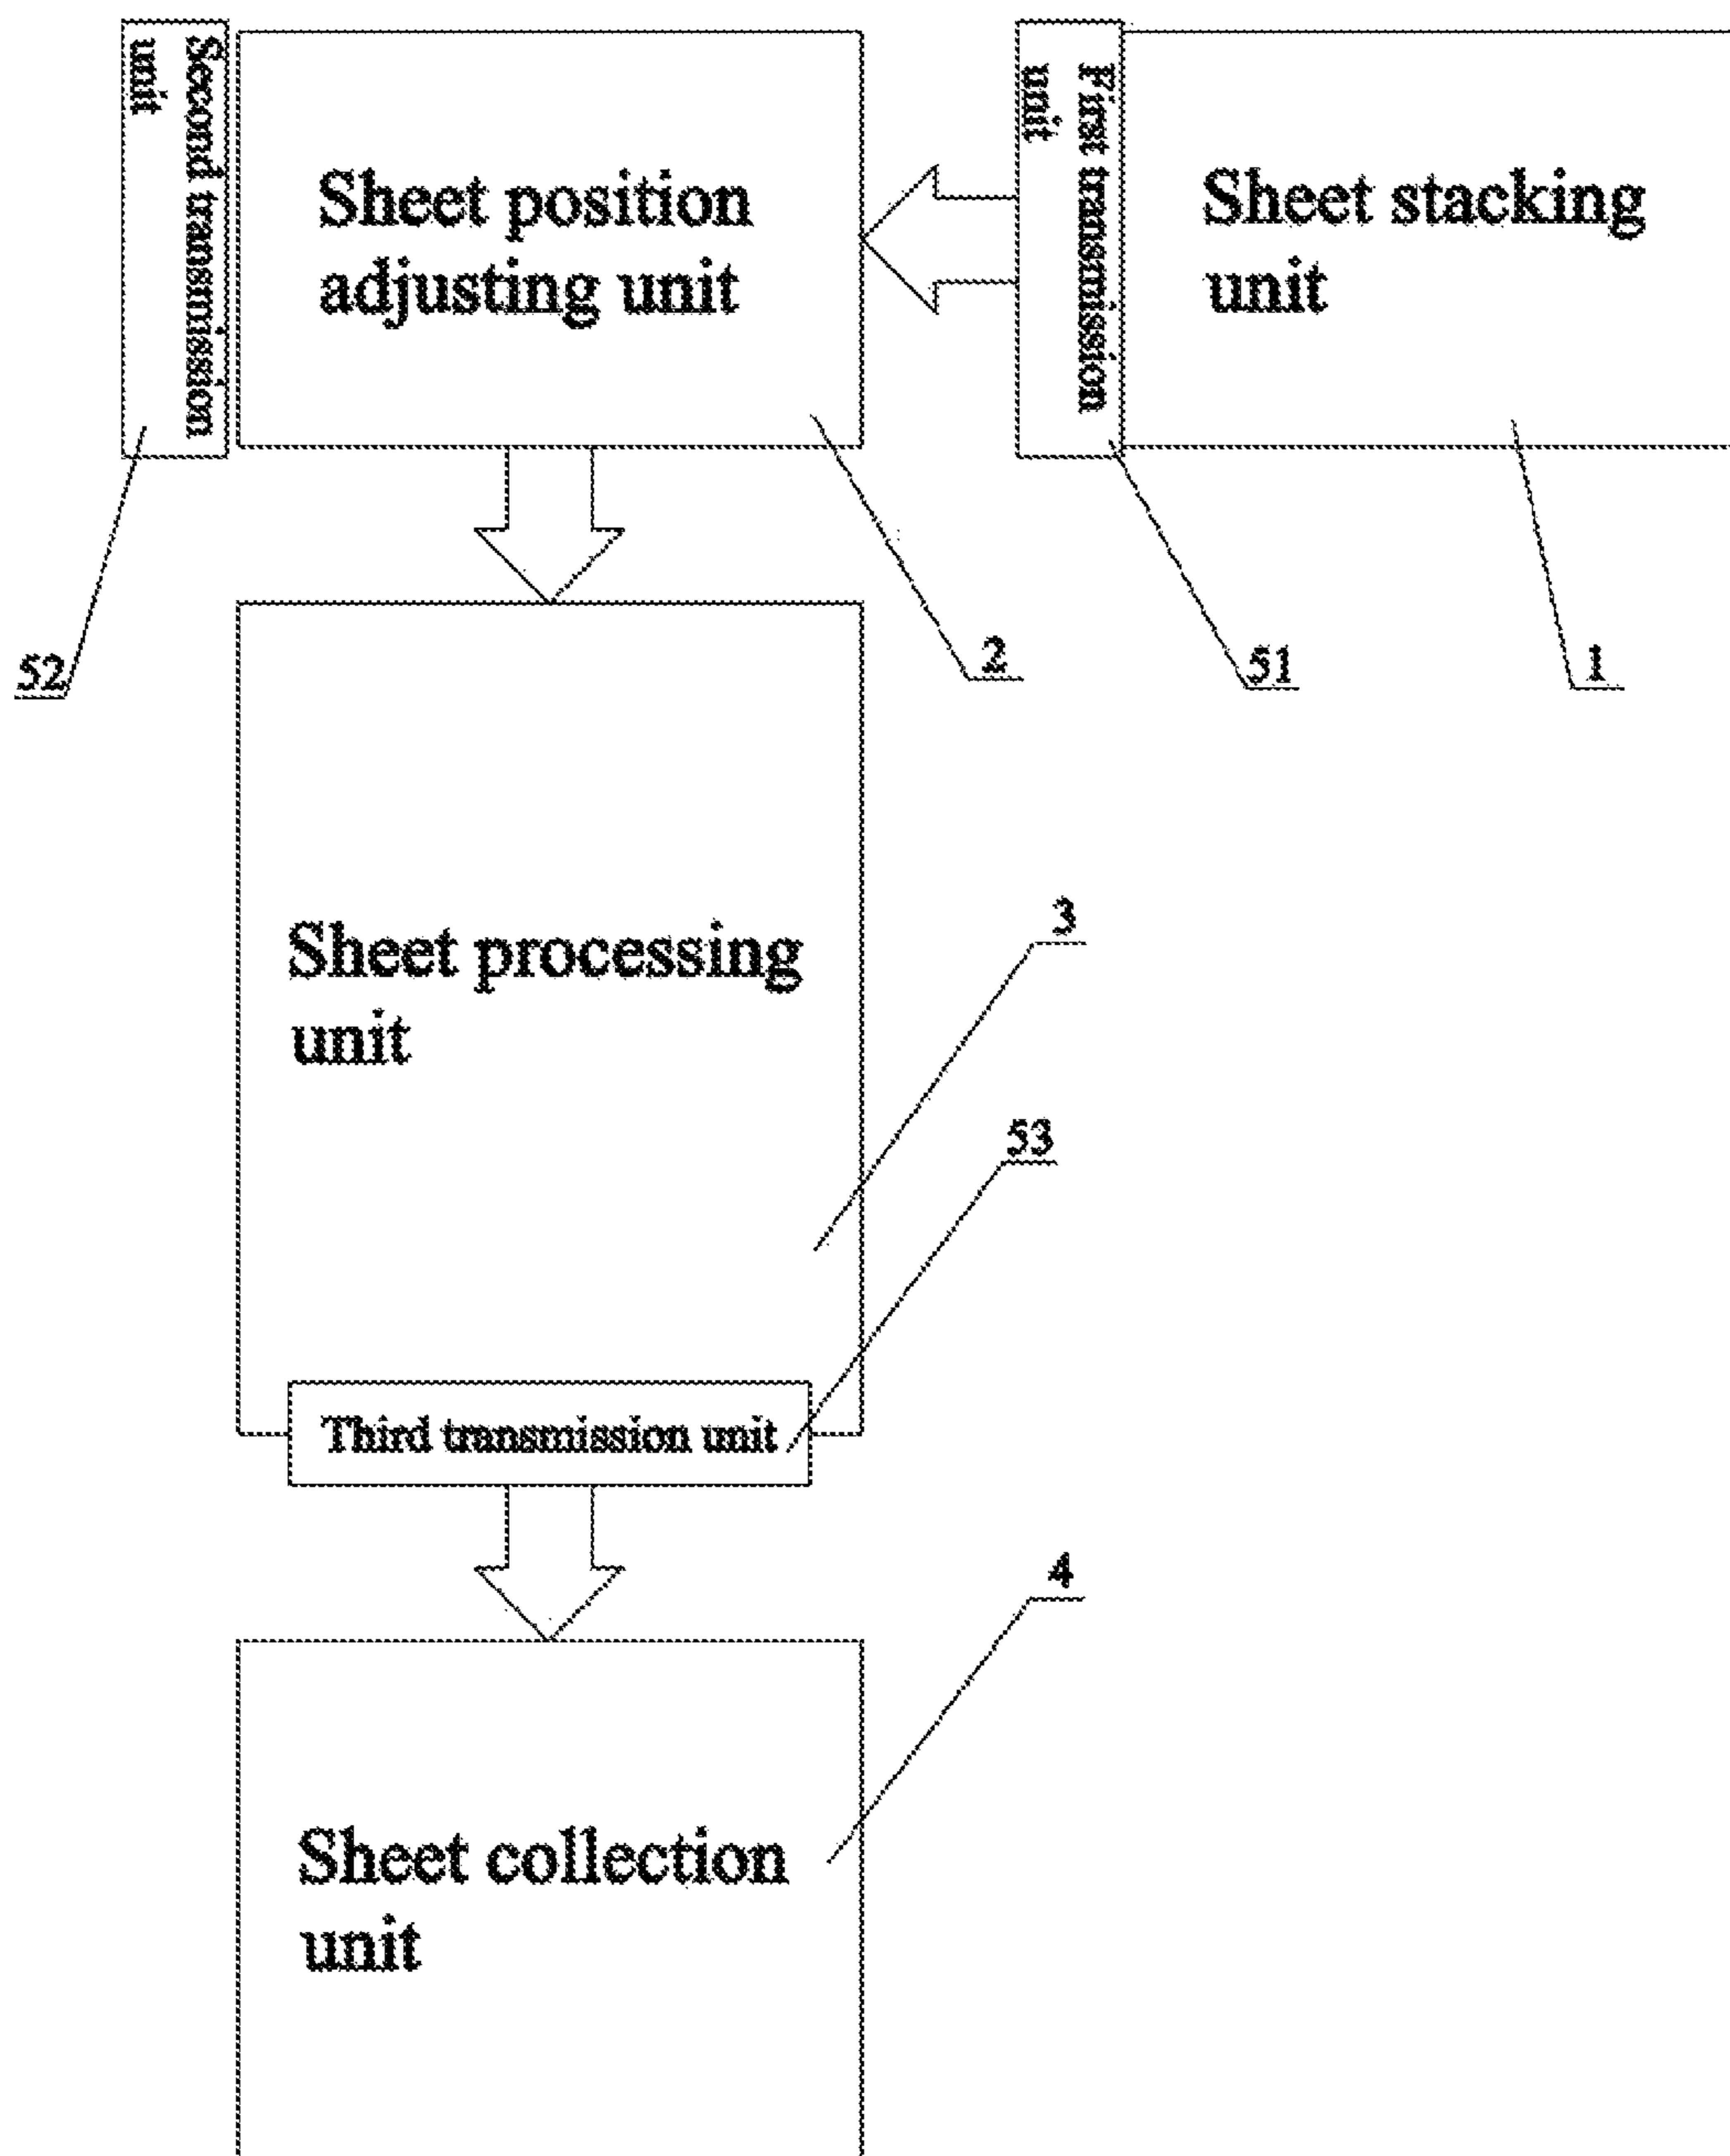 Second transmission
unit
Sheet position
adjusting unit
First transmission
unit
Sheet stacking
unit
52
2
51
1
Sheet processing
unit
3
53
Third transmission unit
4
Sheet collection
unit